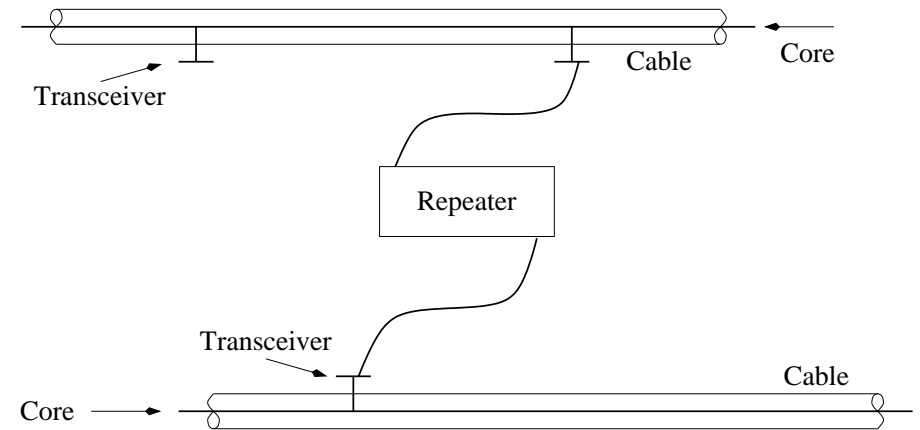 Core
Cable
Transceiver
Repeater
Transceiver
Cable
Core